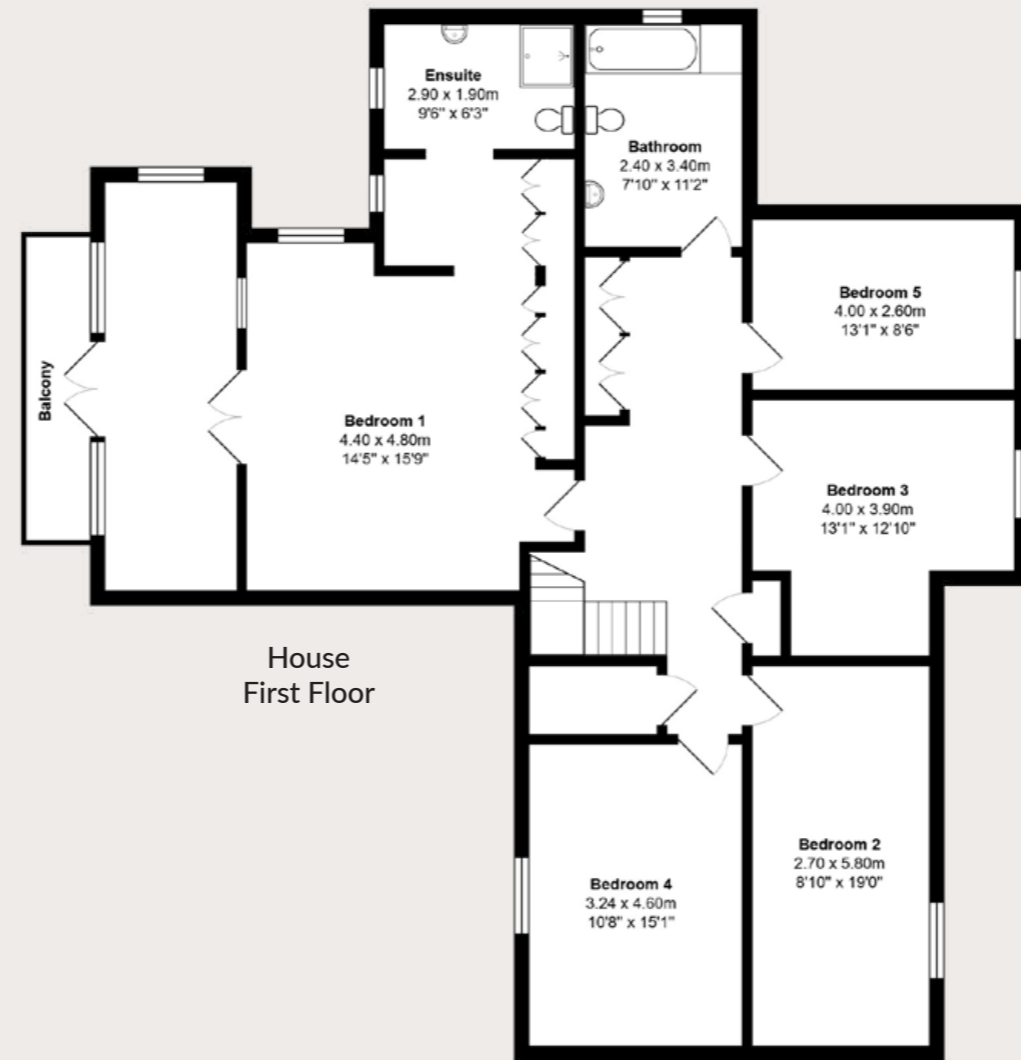 Ensuite
2.90 x 1.90m
9'6" x 6'3"
Bathroom
2.40 x 3.40m
7'10" x 11'2"
Bedroom 5
4.00 x 2.60m
13'1" x 8'6"
Balcony
Bedroom 1
4.40 x 4.80m
14'5" x 15'9"
Bedroom 3
4.00 x 3.90m
13'1" x 12'10"
House
First Floor
Bedroom 2
2.70 x 5.80m
8'10" x 19'0"
Bedroom 4
3.24 x 4.60m
10'8" x 15'1"